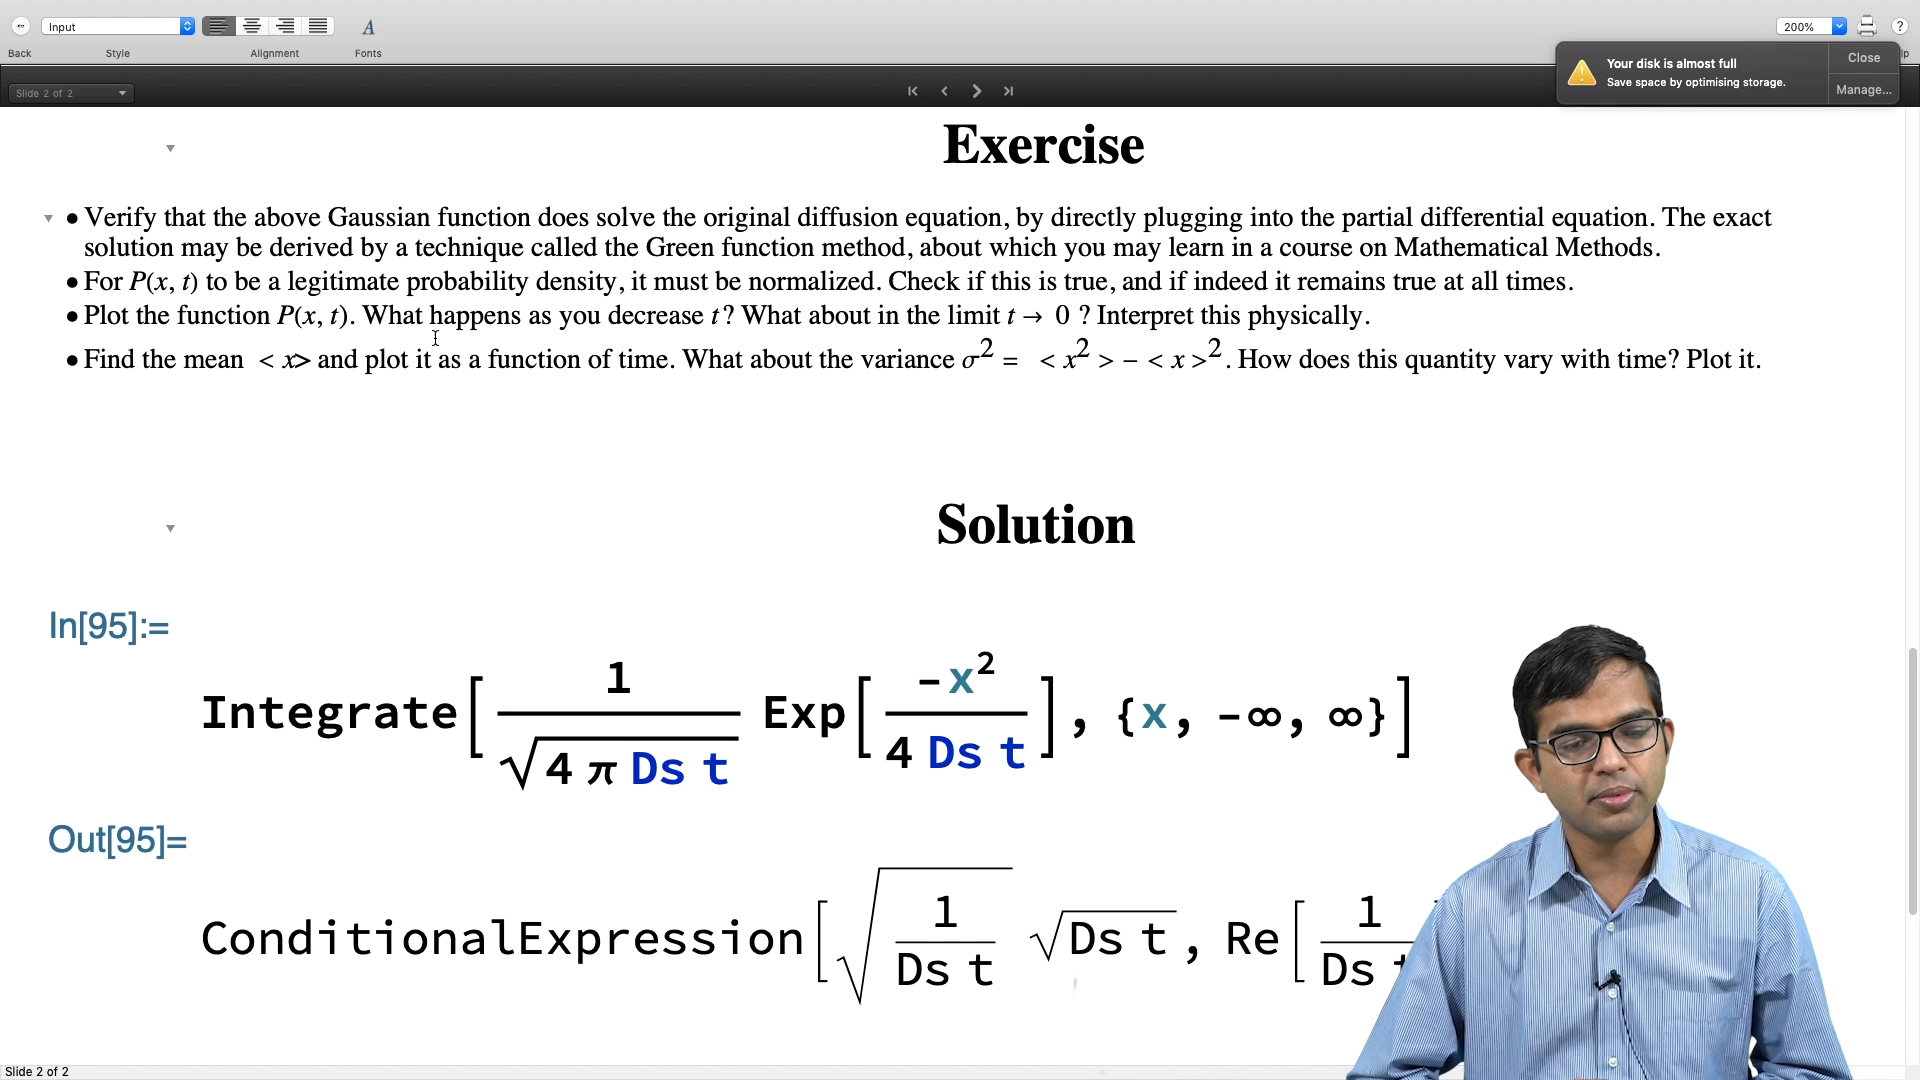 Input
200%
Back
Style
Alignment
Fonts
Your disk is almost full
Save space by optimising storage.
Close
Manage...
Slide 2 of 2
Exercise
• Verify that the above Gaussian function does solve the original diffusion equation, by directly plugging into the partial differential equation. The exact
solution may be derived by a technique called the Green function method, about which you may learn in a course on Mathematical Methods.
• For P(x, t) to be a legitimate probability density, it must be normalized. Check if this is true, and if indeed it remains true at all times.
• Plot the function P(x, t). What happens as you decrease t? What about in the limit t → 0 ? Interpret this physically.
• Find the mean < x> and plot it as a function of time. What about the variance σ² = < x² > − < x >². How does this quantity vary with time? Plot it.
Solution
In[95]:=
Integrate[1/√(4 π Ds t) Exp[-x²/(4 Ds t)], {x, -∞, ∞}]
Out[95]=
ConditionalExpression[√(1/(Ds t)) √(Ds t), Re[1/(Ds t
Slide 2 of 2